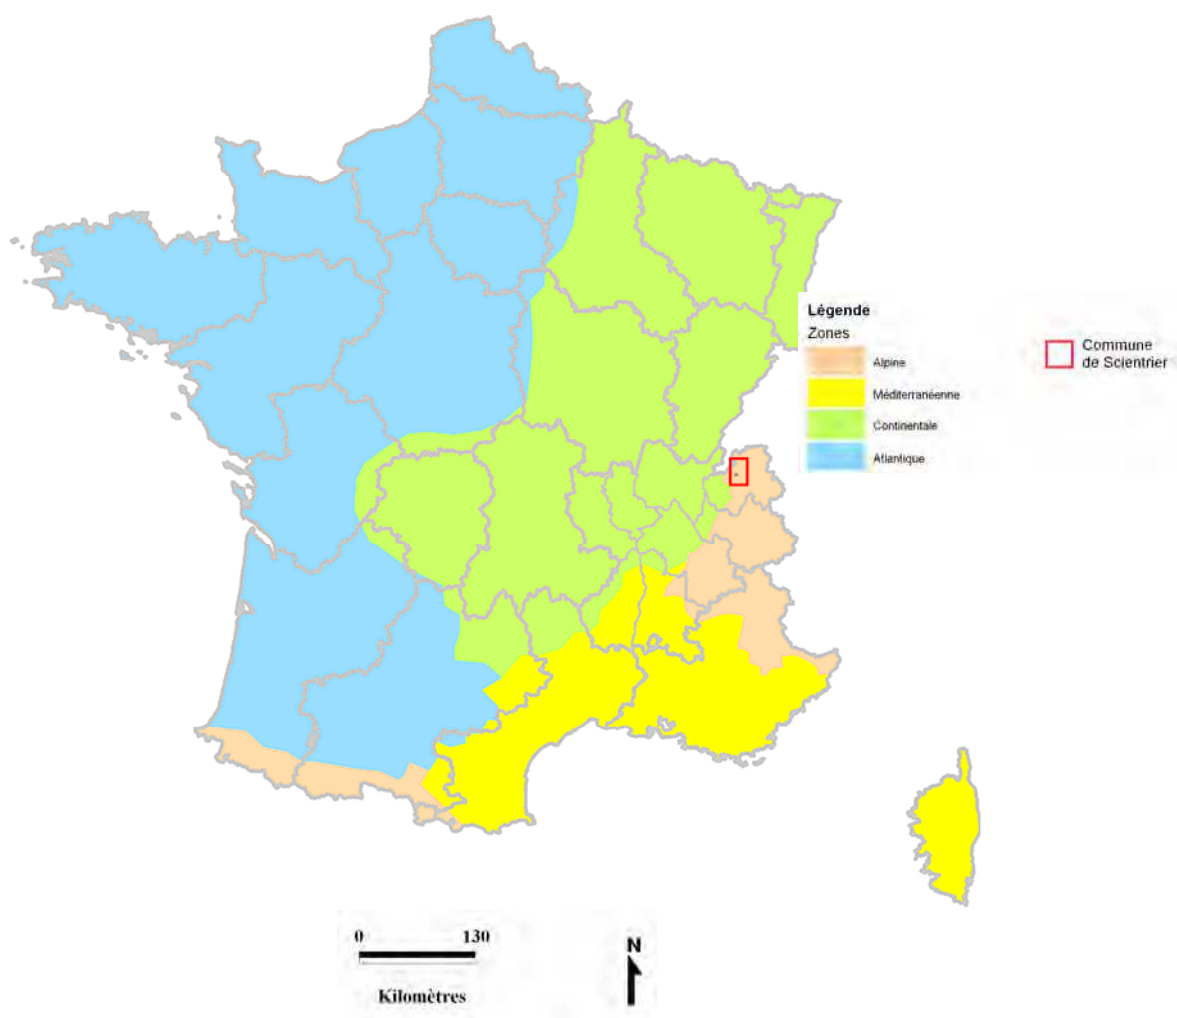 Légende
Zones
Alpine
Méditerranéenne
Continentale
Atlantique
Commune
de Scientrier
0 130
Kilomètres
N